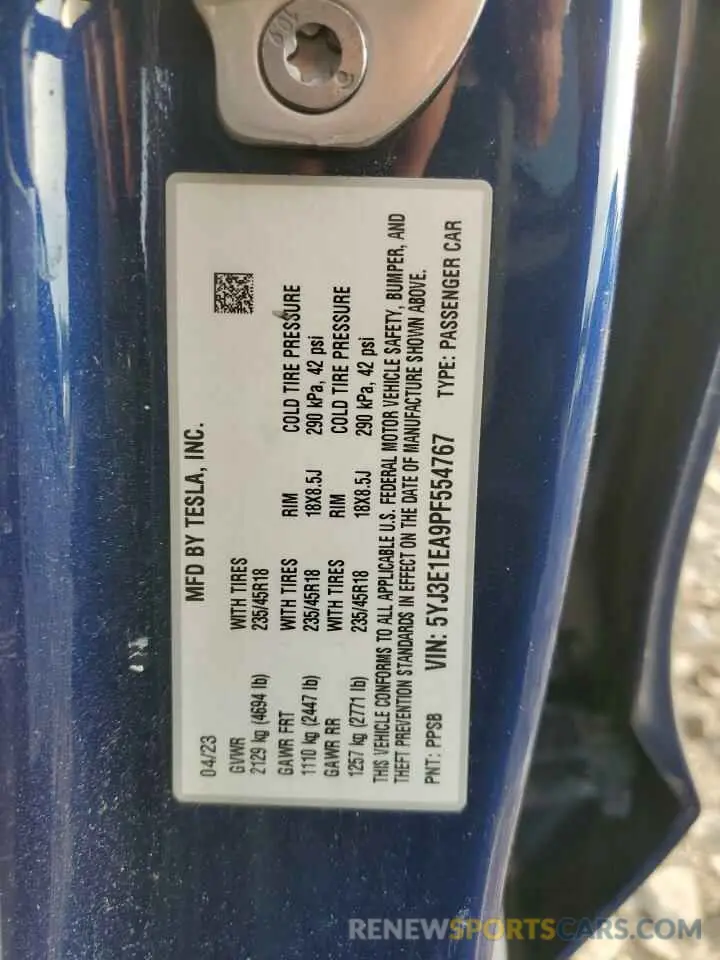 MFD BY TESLA, INC.
04/23
GVWR WITH TIRES
2129 kg (4694 lb) 235/45R18
GAWR FRT WITH TIRES RIM COLD TIRE PRESSURE
1110 kg (2447 lb) 235/45R18 18X8.5J 290 kPa, 42 psi
GAWR RR WITH TIRES RIM COLD TIRE PRESSURE
1257 kg (2771 lb) 235/45R18 18X8.5J 290 kPa, 42 psi
THIS VEHICLE CONFORMS TO ALL APPLICABLE U.S. FEDERAL MOTOR VEHICLE SAFETY, BUMPER, AND
THEFT PREVENTION STANDARDS IN EFFECT ON THE DATE OF MANUFACTURE SHOWN ABOVE.
PNT: PPSB VIN: 5YJ3E1EA9PF554767 TYPE: PASSENGER CAR
RENEWSPORTSCARS.COM